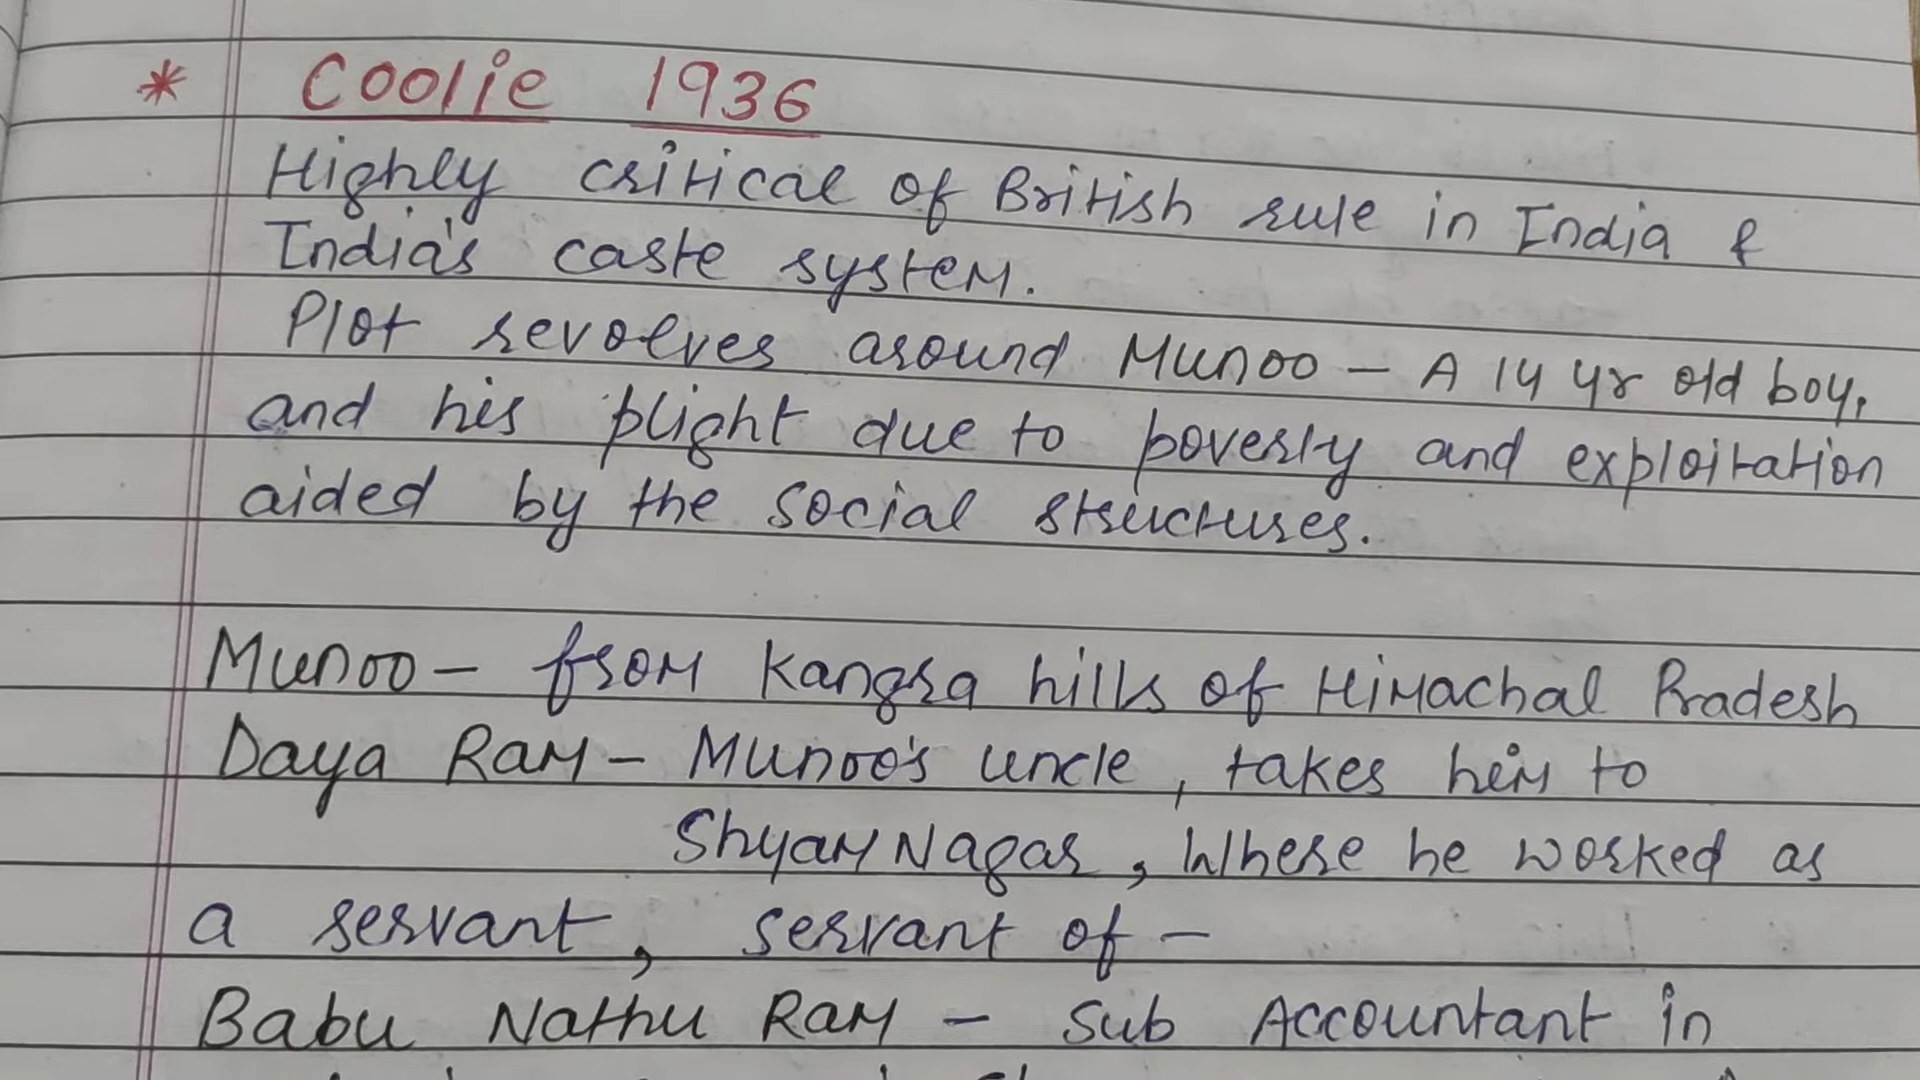 * Coolie 1936
Highly critical of British rule in India &
India's caste system.
Plot revolves around Munoo - A 14 yr old boy,
and his plight due to poverty and exploitation
aided by the social structures.
Munoo - from Kangra hills of Himachal Pradesh
Daya Ram - Munoo's uncle, takes him to
Shyam Nagar, Where he worked as
a servant, servant of -
Babu Nathu Ram - Sub Accountant in